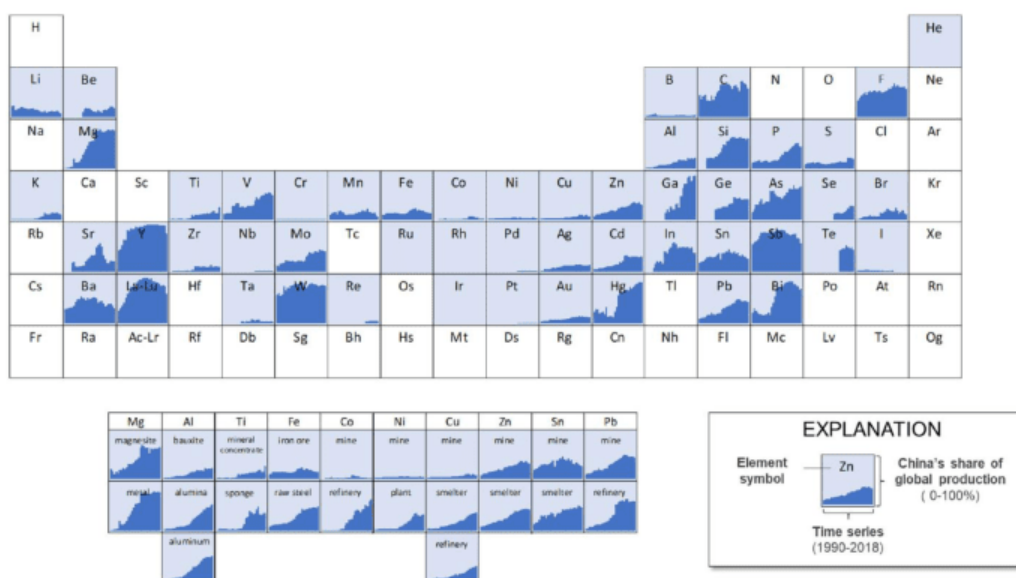 H He
Li Be B C N O F Ne
Na Mg Al Si P S Cl Ar
K Ca Sc Ti V Cr Mn Fe Co Ni Cu Zn Ga Ge As Se Br Kr
Rb Sr Y Zr Nb Mo Tc Ru Rh Pd Ag Cd In Sn Sb Te I Xe
Cs Ba La-Lu Hf Ta W Re Os Ir Pt Au Hg Tl Pb Bi Po At Rn
Fr Ra Ac-Lr Rf Db Sg Bh Hs Mt Ds Rg Cn Nh Fl Mc Lv Ts Og
Mg Al Ti Fe Co Ni Cu Zn Sn Pb
magnesite bauxite mineral concentrate iron ore mine mine mine mine mine mine
metal alumina sponge raw steel refinery plant smelter smelter smelter refinery
aluminum refinery
EXPLANATION
Element
symbol
Zn
China's share of
global production
( 0-100%)
Time series
(1990-2018)